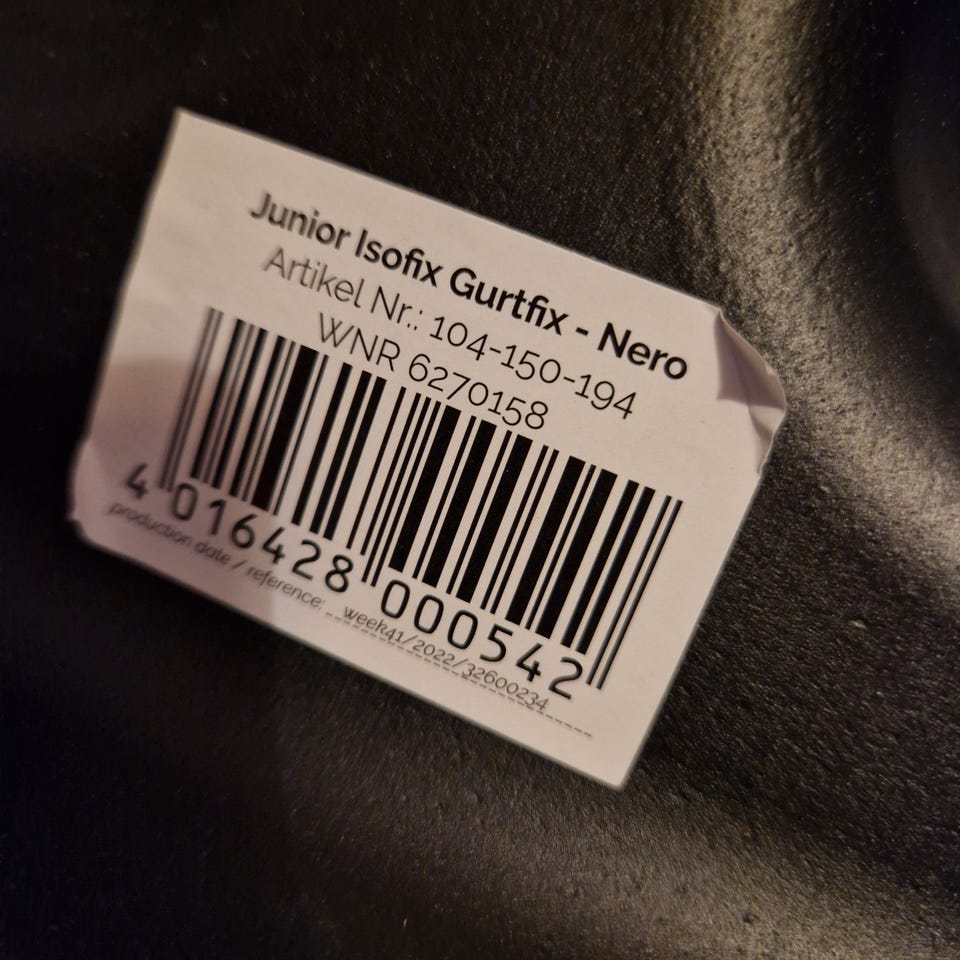 Junior Isofix Gurtfix - Nero
Artikel Nr.: 104-150-194
WNR 6270158
4 016428 000542
production date / reference: week41/2022/32600234